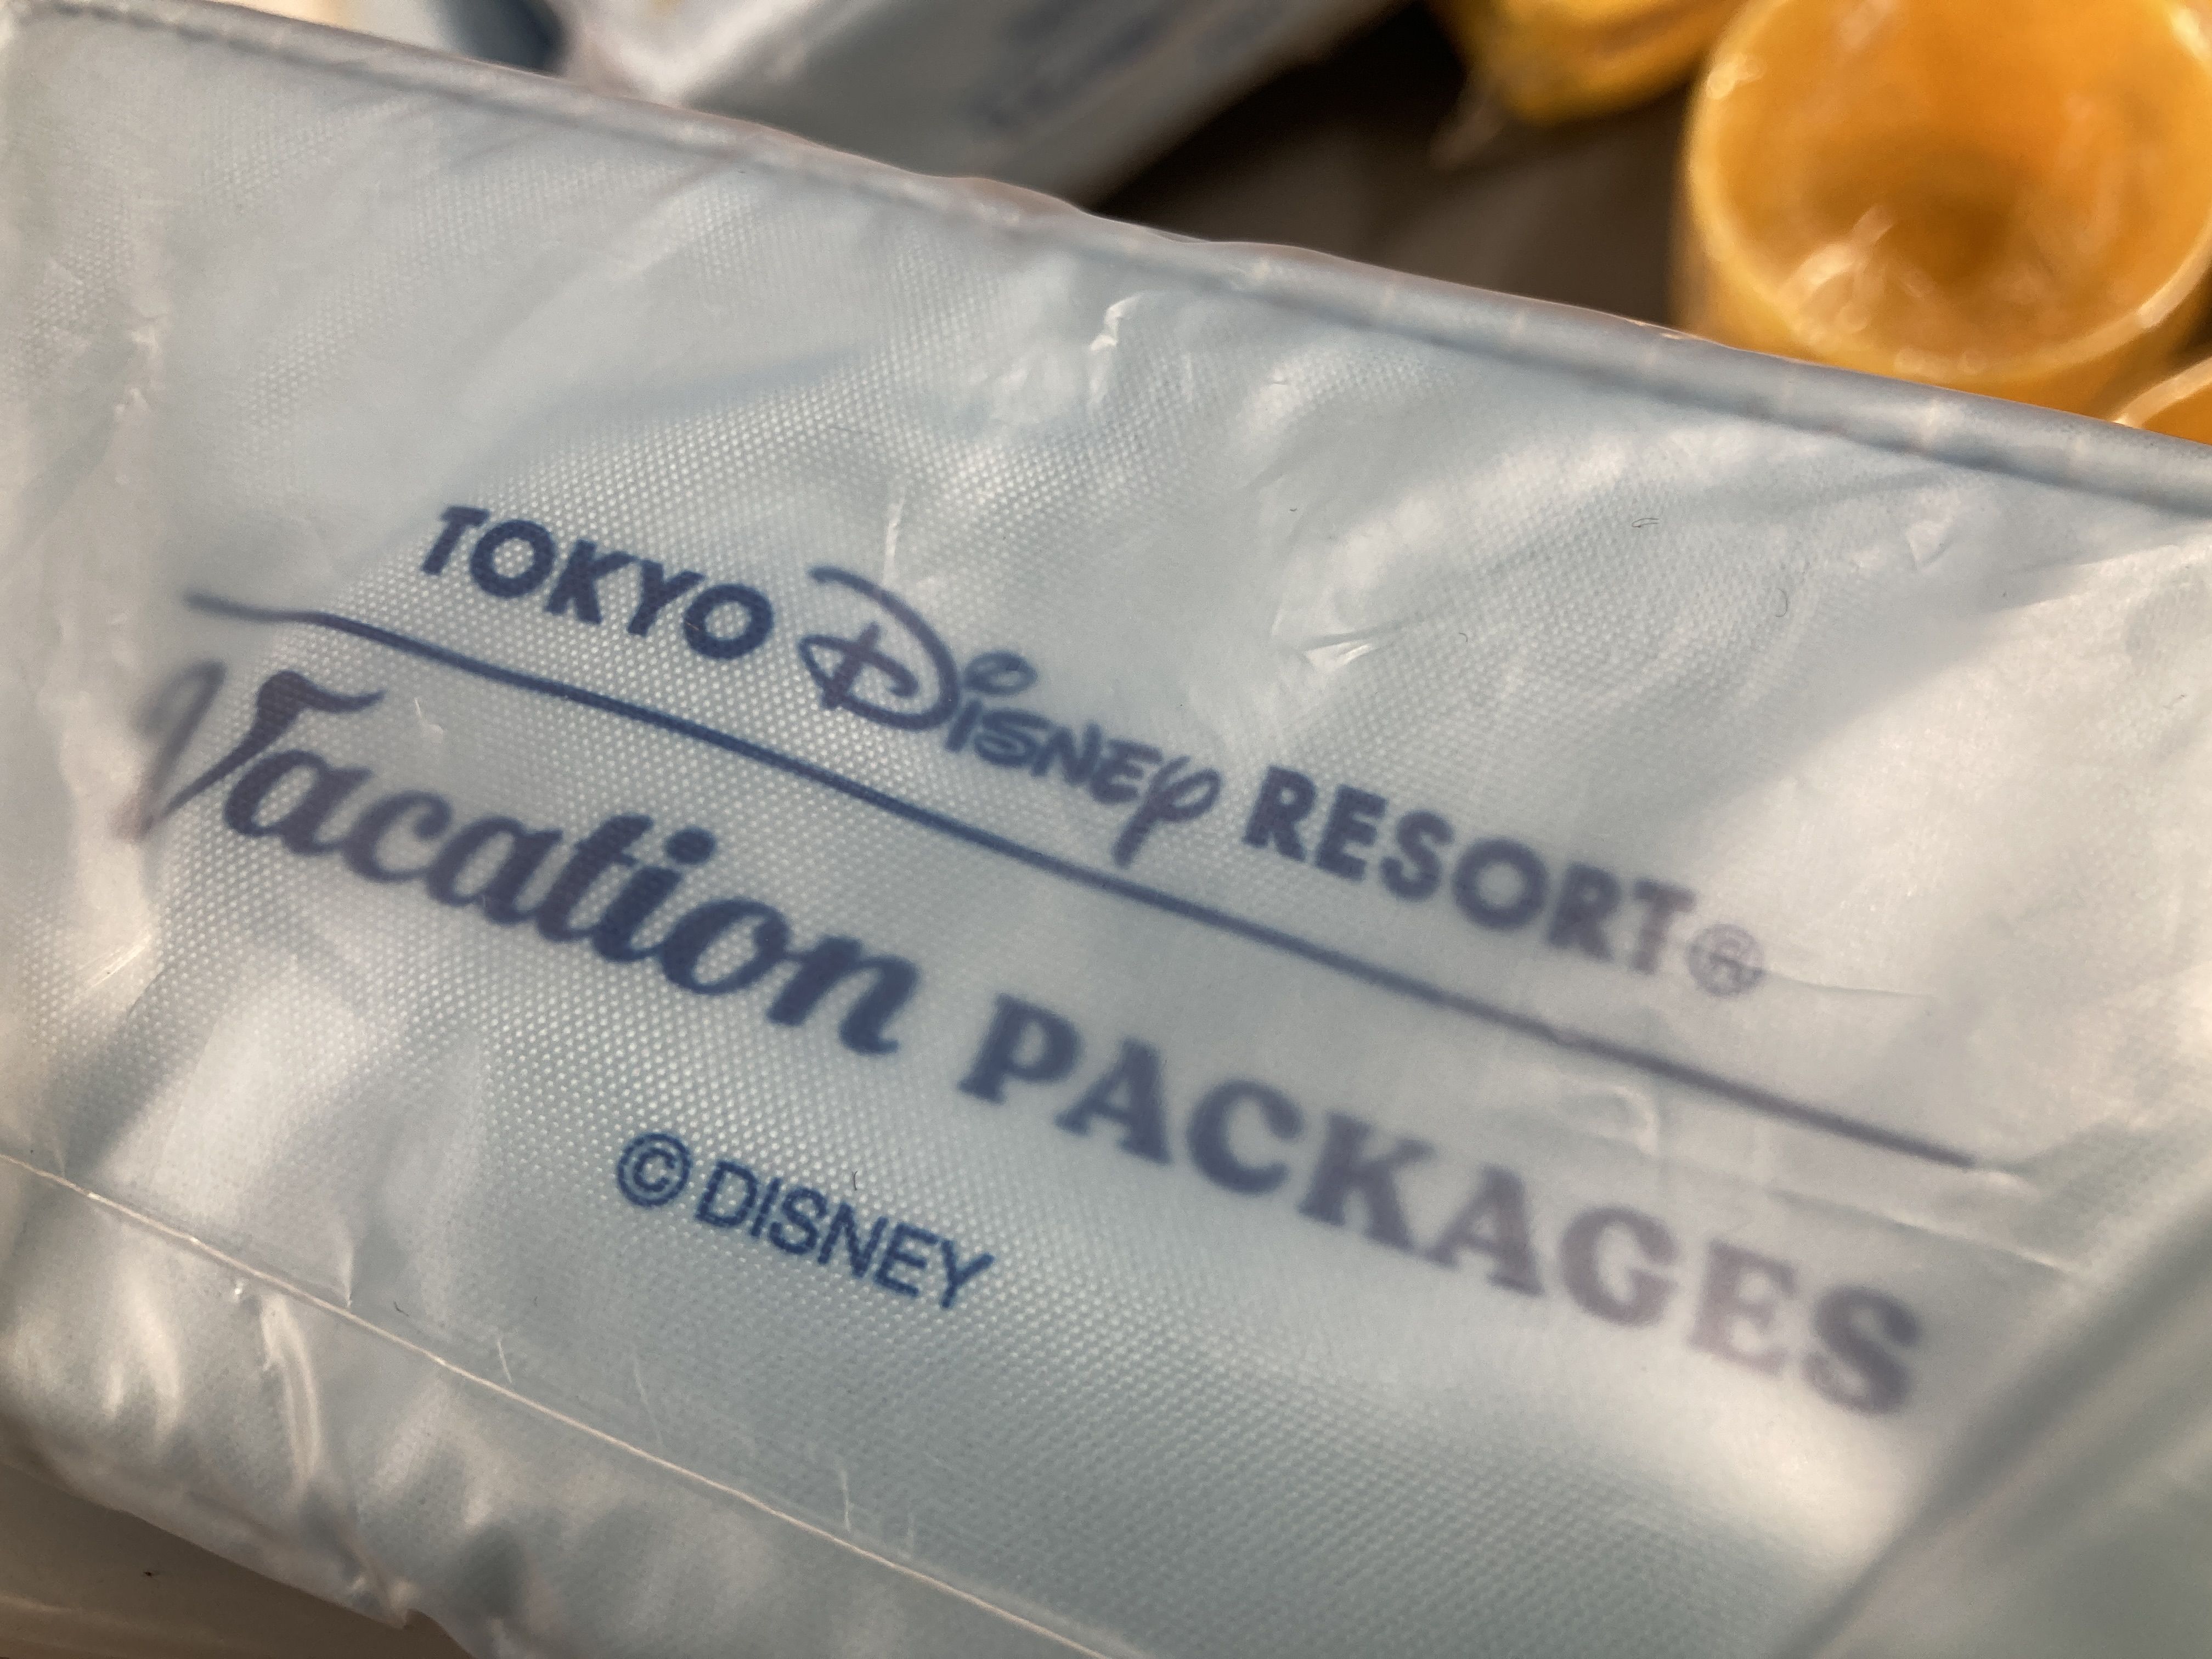 TOKYO Disney RESORT®
Vacation PACKAGES
© DISNEY